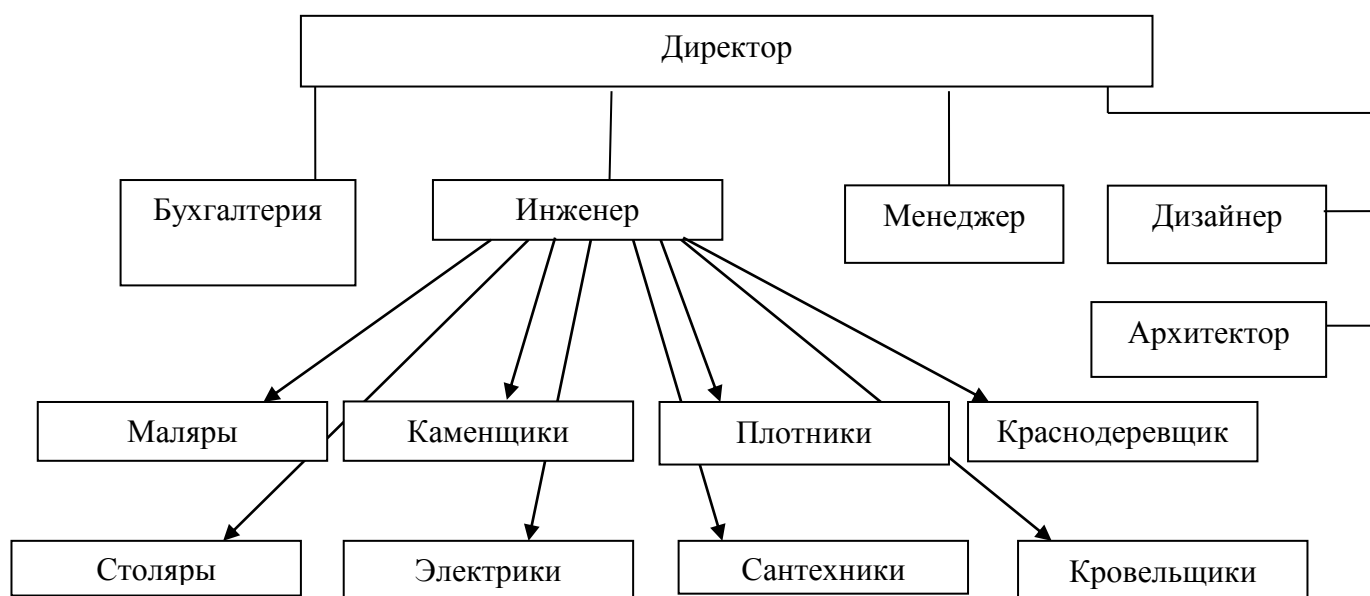 Директор
Бухгалтерия
Инженер
Менеджер
Дизайнер
Архитектор
Маляры
Каменщики
Плотники
Краснодеревщик
Столяры
Электрики
Сантехники
Кровельщики